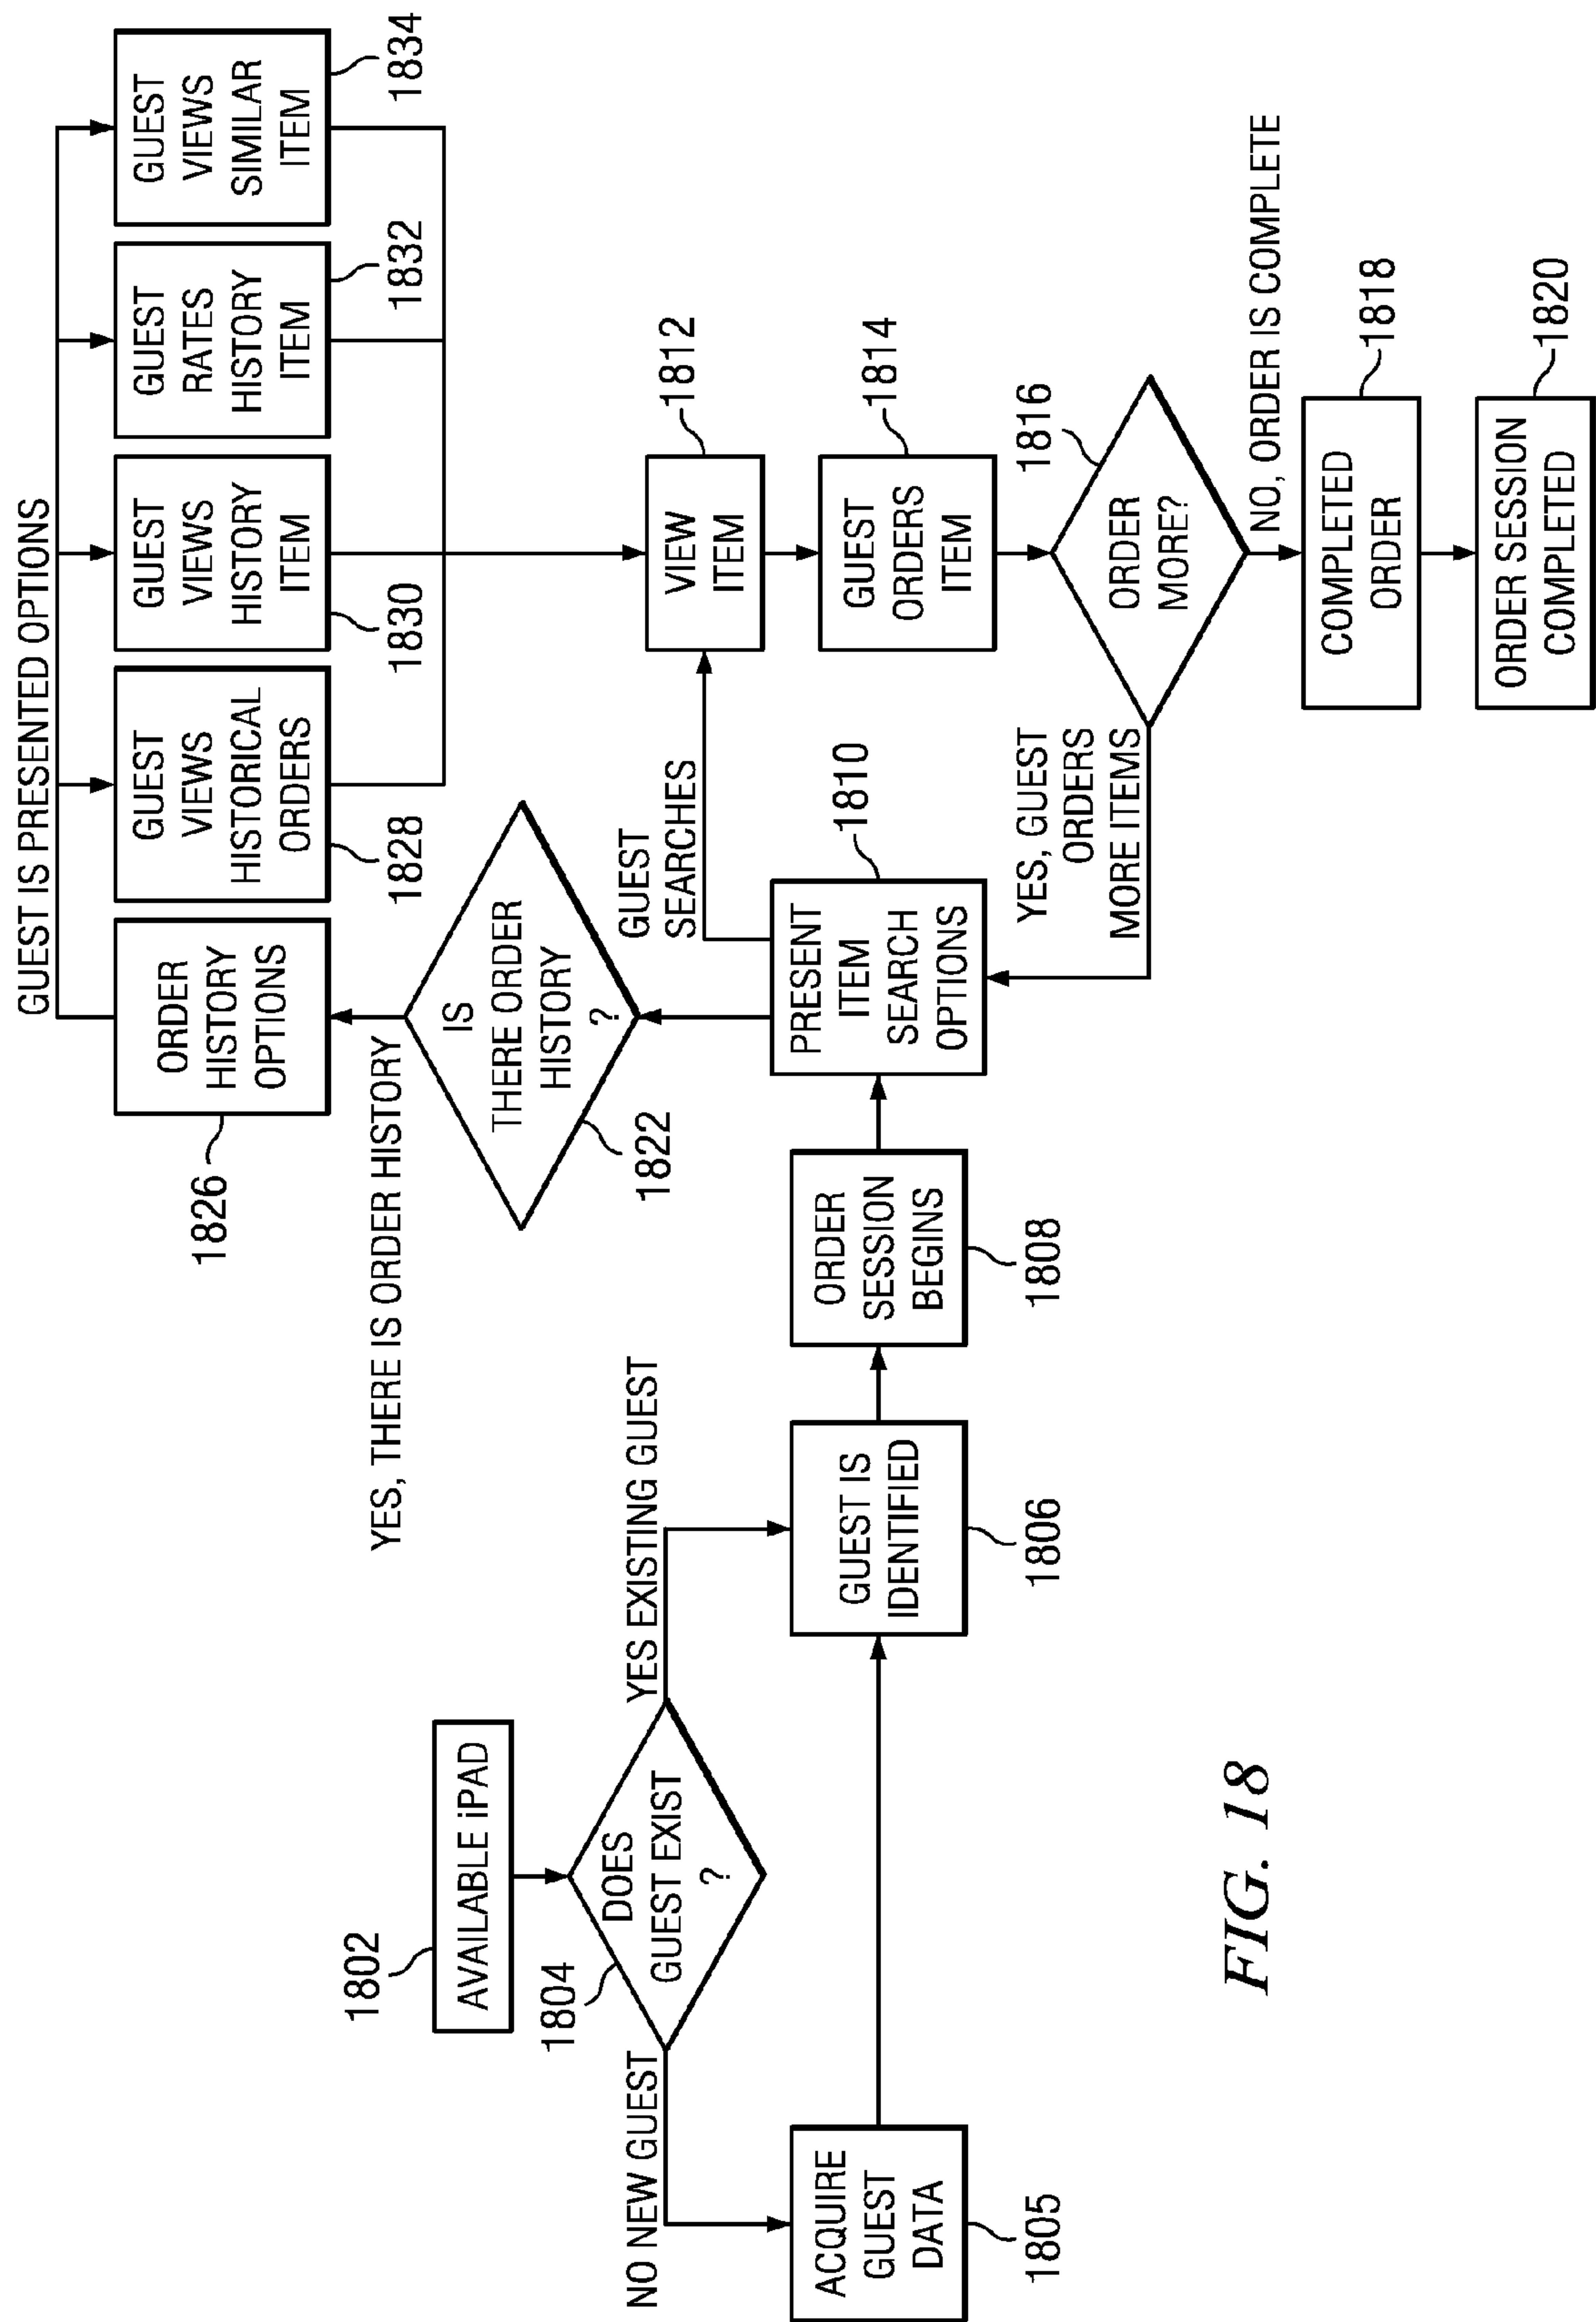 GUEST IS PRESENTED OPTIONS
ORDER
HISTORY
OPTIONS
1826
GUEST
VIEWS
HISTORICAL
ORDERS
1828
GUEST
VIEWS
HISTORY
ITEM
1830
GUEST
RATES
HISTORY
ITEM
1832
GUEST
VIEWS
SIMILAR
ITEM
1834
YES, THERE IS ORDER HISTORY
IS
THERE ORDER
HISTORY
?
1822
1802
AVAILABLE iPAD
1804
DOES
GUEST EXIST
?
NO NEW GUEST
YES EXISTING GUEST
ACQUIRE
GUEST
DATA
1805
GUEST IS
IDENTIFIED
1806
ORDER
SESSION
BEGINS
1808
PRESENT
ITEM
SEARCH
OPTIONS
1810
GUEST
SEARCHES
VIEW
ITEM
1812
GUEST
ORDERS
ITEM
1814
ORDER
MORE?
1816
YES, GUEST
ORDERS
MORE ITEMS
NO, ORDER IS COMPLETE
COMPLETED
ORDER
1818
ORDER SESSION
COMPLETED
1820
FIG. 18